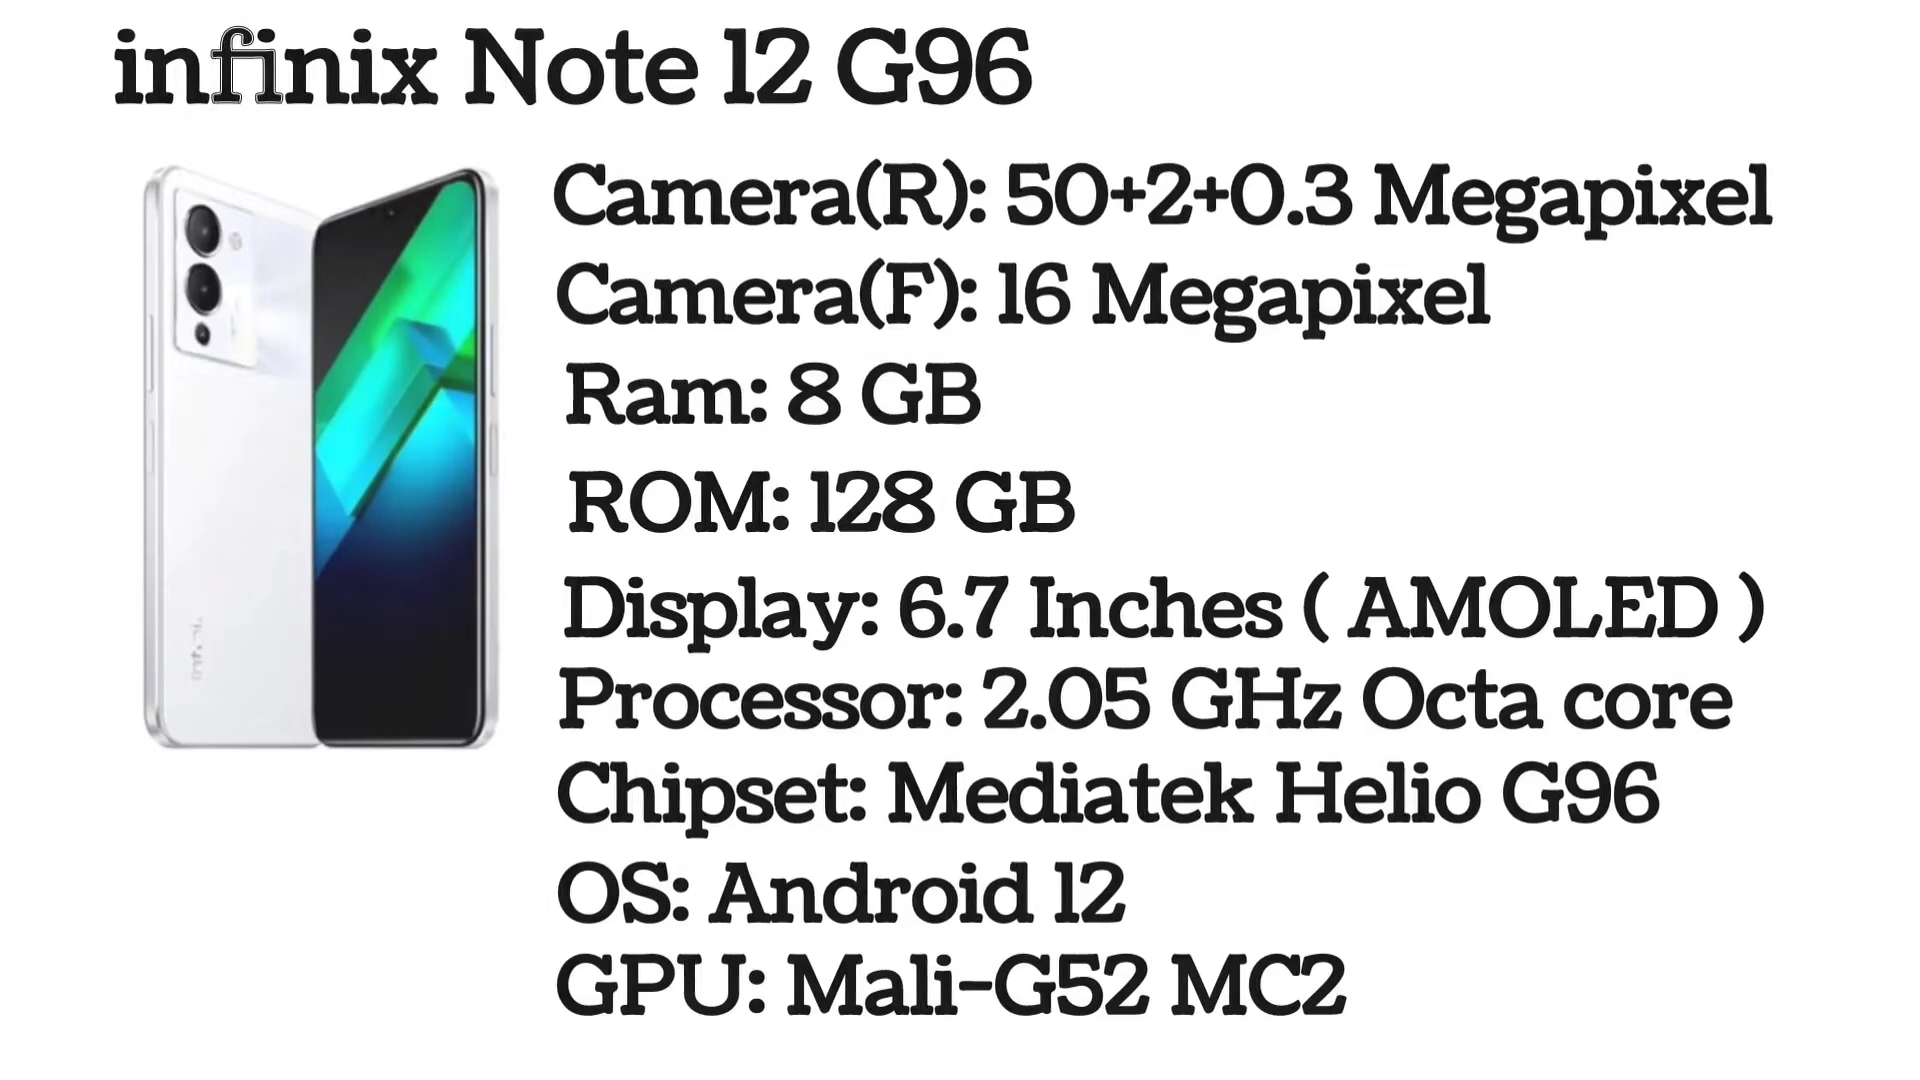 infinix Note 12 G96
Camera(R): 50+2+0.3 Megapixel
Camera(F): 16 Megapixel
Ram: 8 GB
ROM: 128 GB
Display: 6.7 Inches ( AMOLED )
Processor: 2.05 GHz Octa core
Chipset: Mediatek Helio G96
OS: Android 12
GPU: Mali-G52 MC2